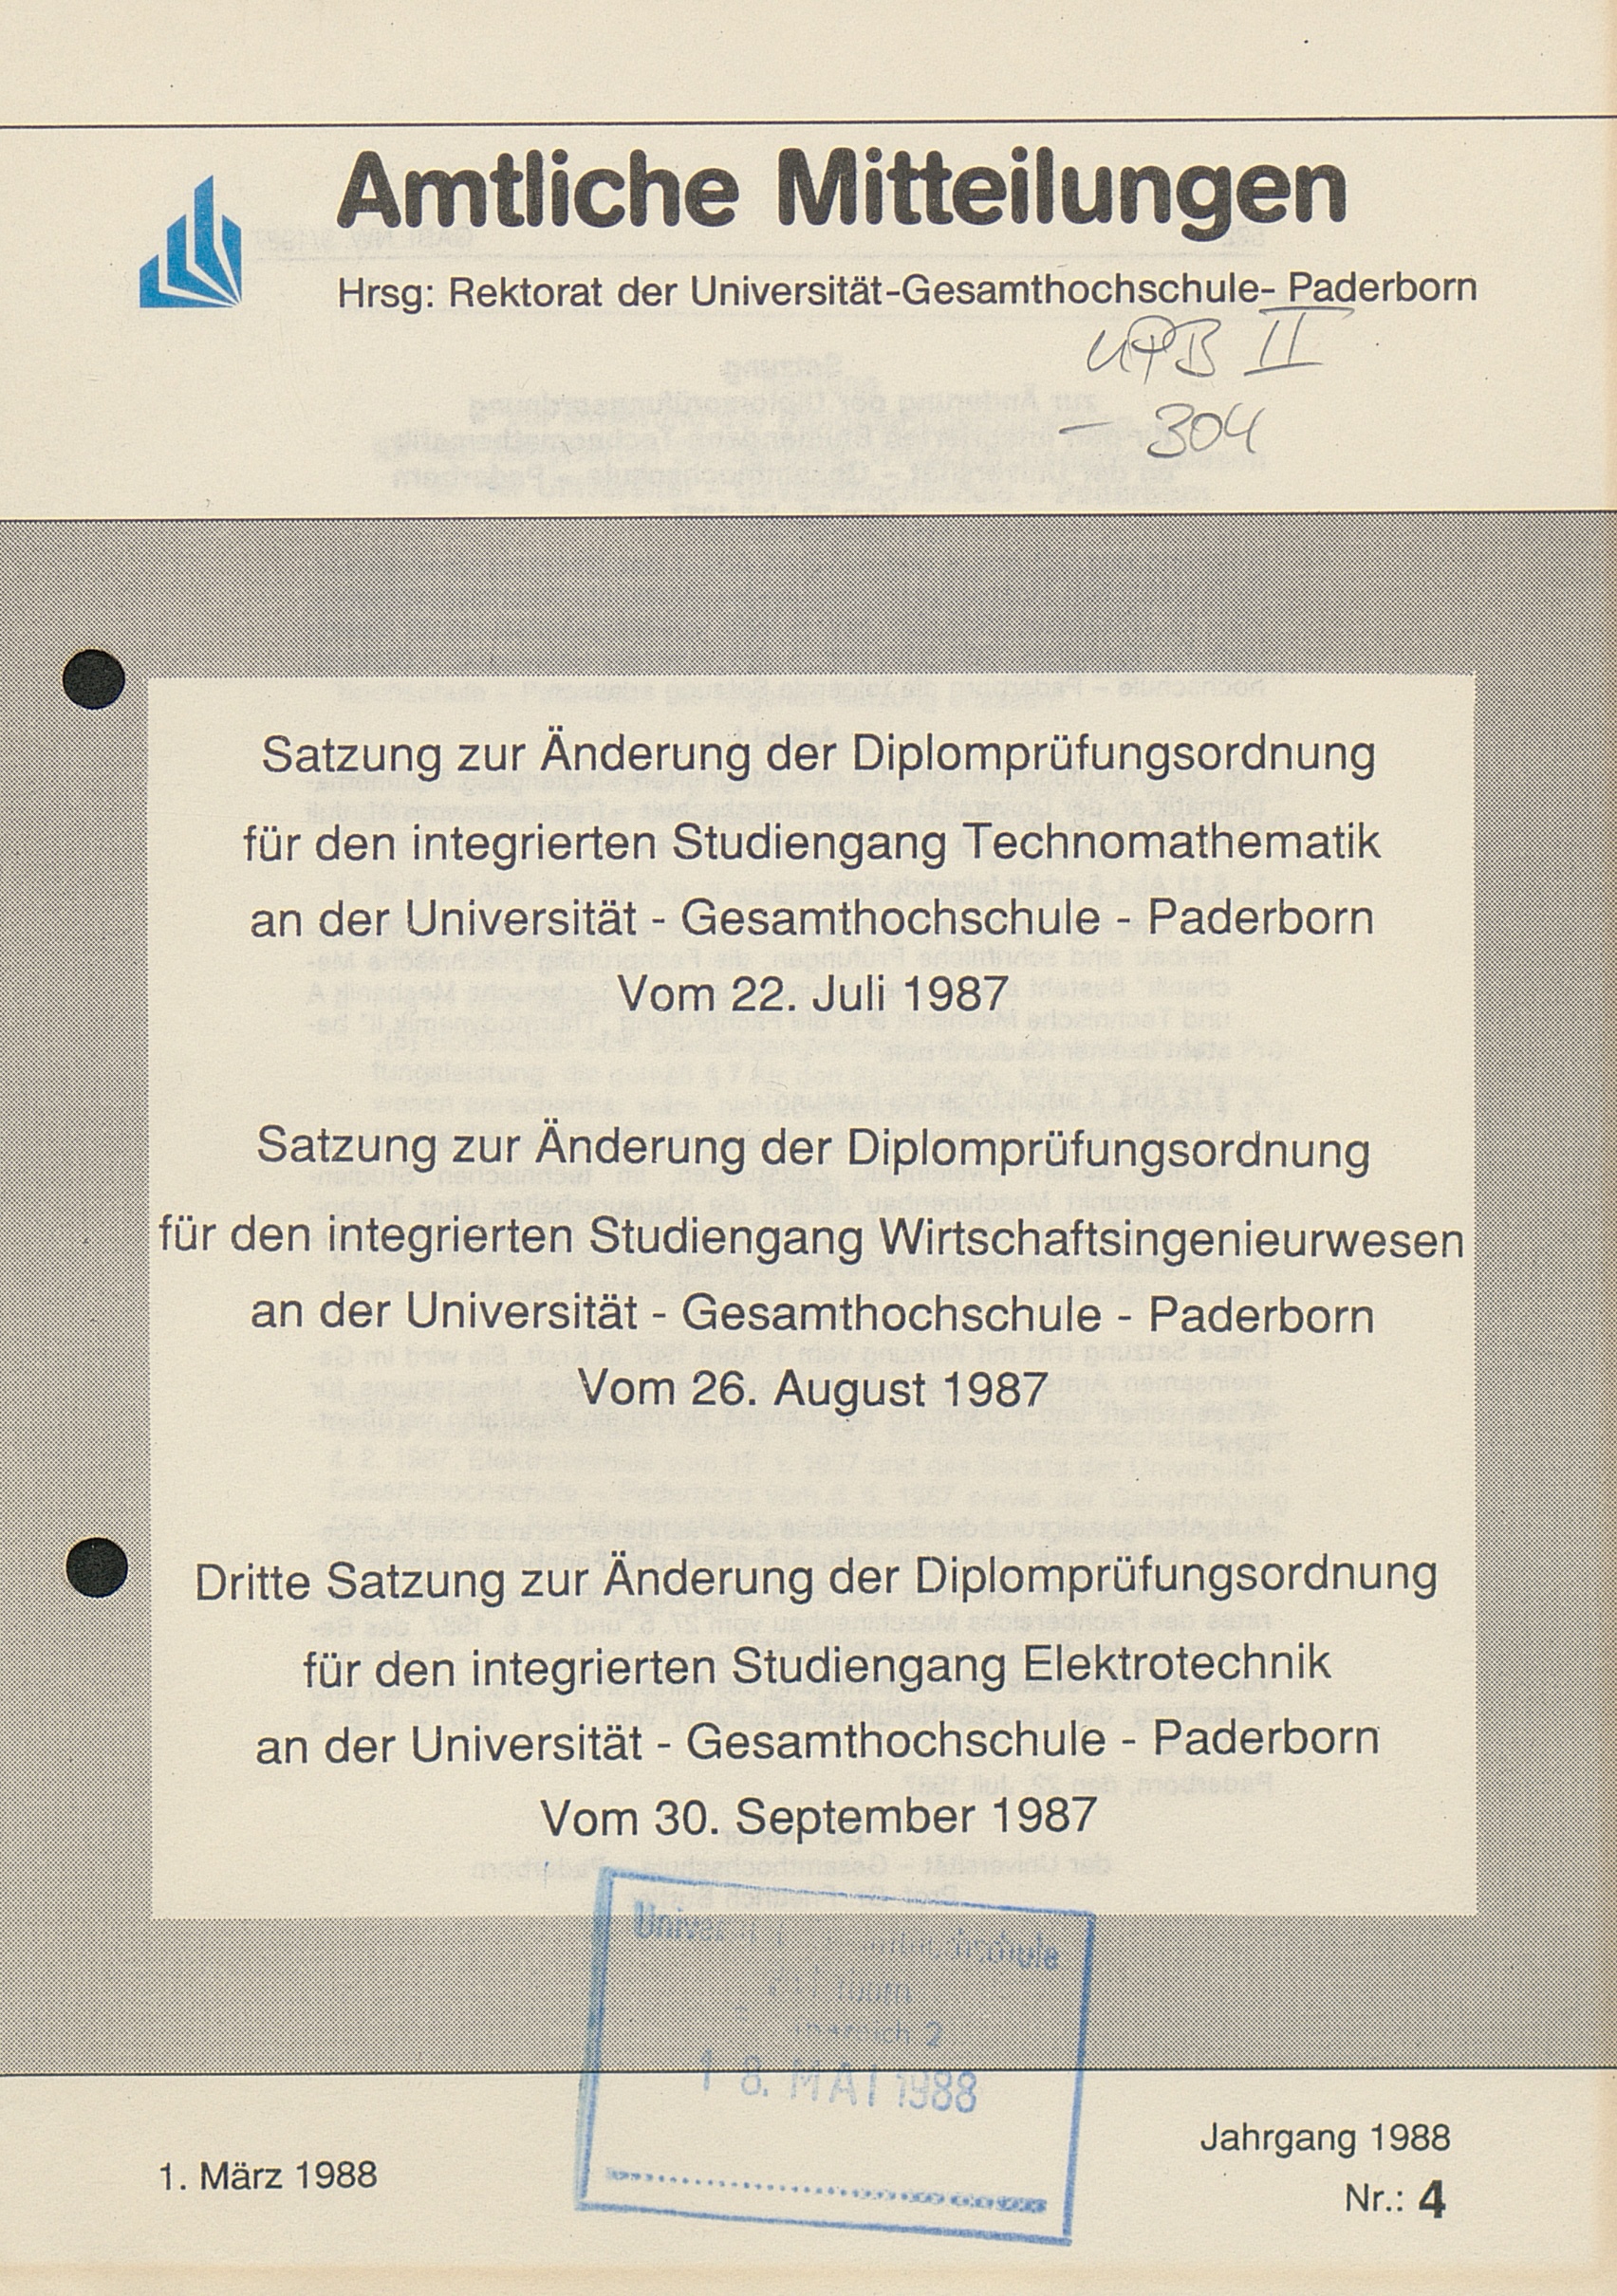 Amtliche Mitteilungen
Hrsg: Rektorat der Universität-Gesamthochschule- Paderborn
UPB II
- 304
Satzung zur Änderung der Diplomprüfungsordnung
für den integrierten Studiengang Technomathematik
an der Universität - Gesamthochschule - Paderborn
Vom 22. Juli 1987
Satzung zur Änderung der Diplomprüfungsordnung
für den integrierten Studiengang Wirtschaftsingenieurwesen
an der Universität - Gesamthochschule - Paderborn
Vom 26. August 1987
Dritte Satzung zur Änderung der Diplomprüfungsordnung
für den integrierten Studiengang Elektrotechnik
an der Universität - Gesamthochschule - Paderborn
Vom 30. September 1987
2
18. MAI 1988
1. März 1988
Jahrgang 1988
Nr.: 4